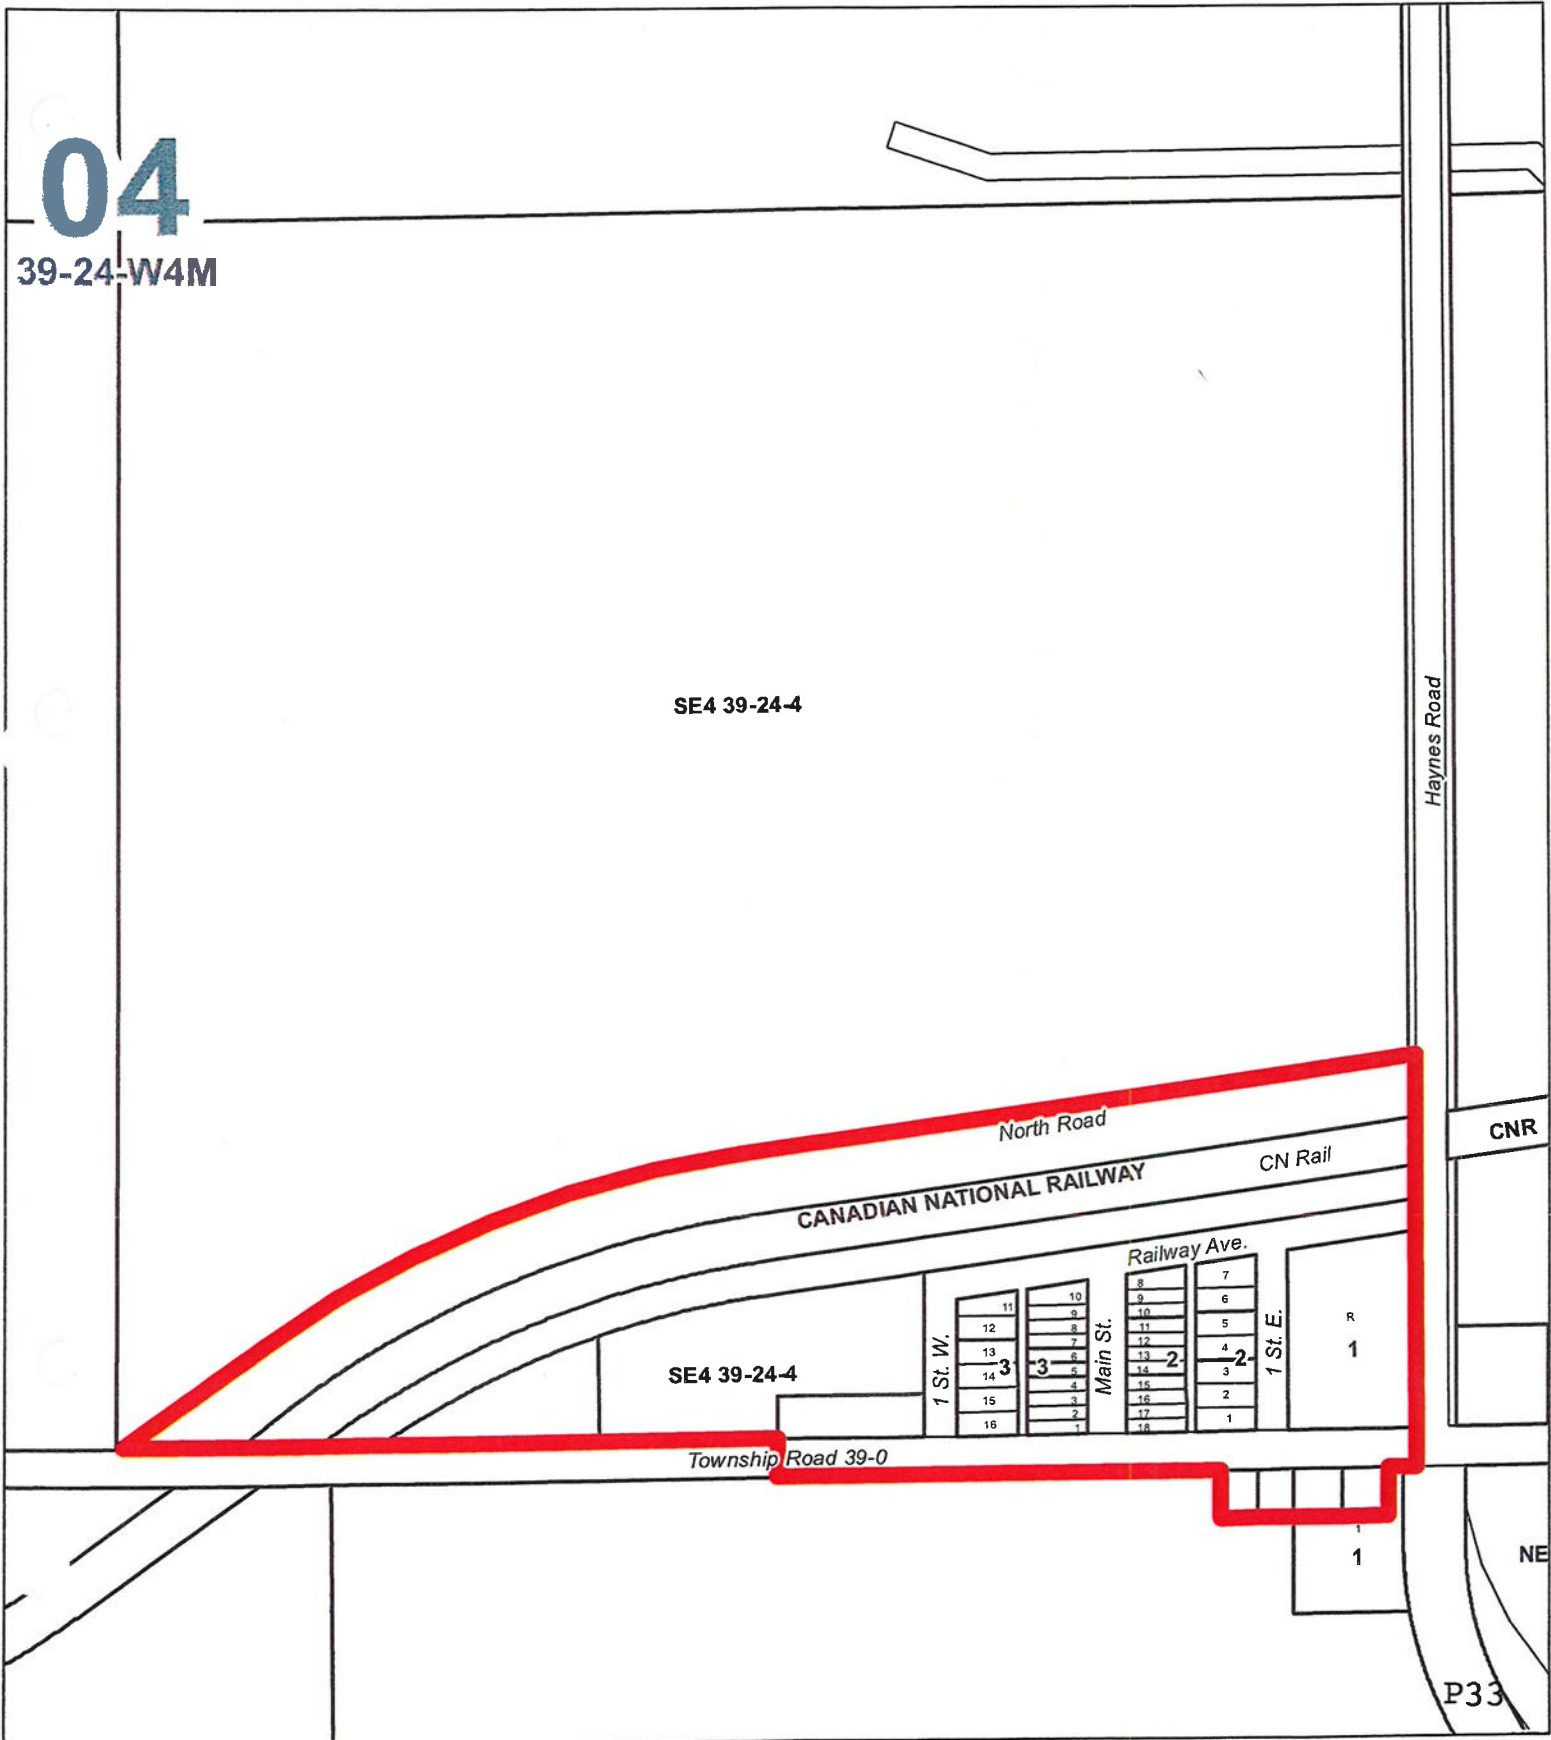 04
39-24-W4M
SE4 39-24-4
Haynes Road
North Road
CNR
CN Rail
CANADIAN NATIONAL RAILWAY
Railway Ave.
SE4 39-24-4
1 St. W.
11
12
13
14
15
16
3
10
9
8
7
6
5
4
3
2
1
3
Main St.
8
9
10
11
12
13
14
15
16
17
18
2
7
6
5
4
3
2
1
2
1 St. E.
R
1
Township Road 39-0
1
1
NE
P33